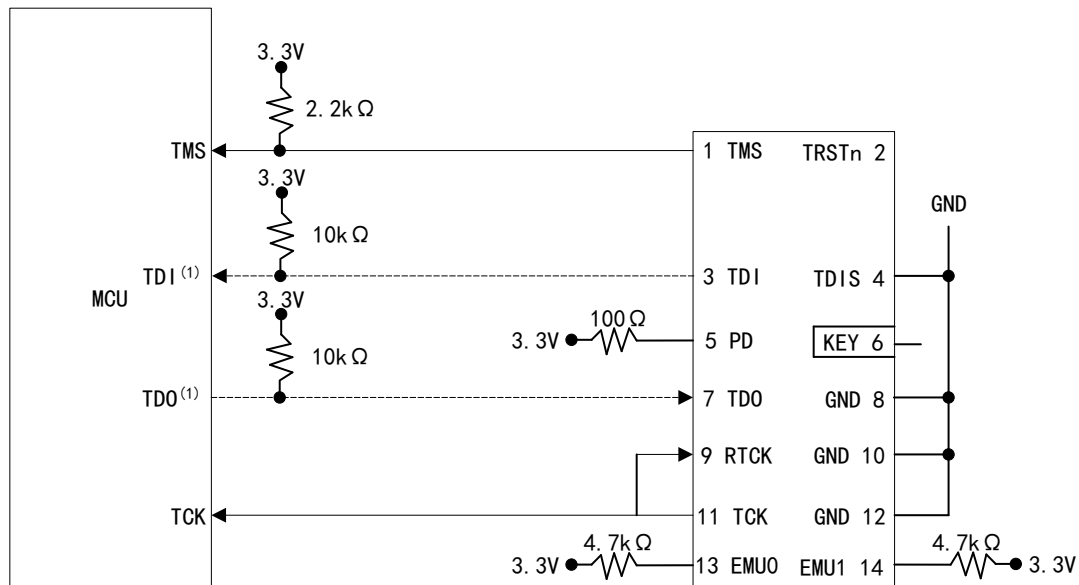 3.3V
2.2kΩ
TMS
1 TMS
TRSTn 2
3.3V
GND
10kΩ
TDI(1)
3 TDI
TDIS 4
MCU
3.3V
100Ω
3.3V
5 PD
KEY 6
10kΩ
TDO(1)
7 TDO
GND 8
9 RTCK
GND 10
TCK
11 TCK
GND 12
4.7kΩ
4.7kΩ
3.3V
13 EMU0
EMU1 14
3.3V